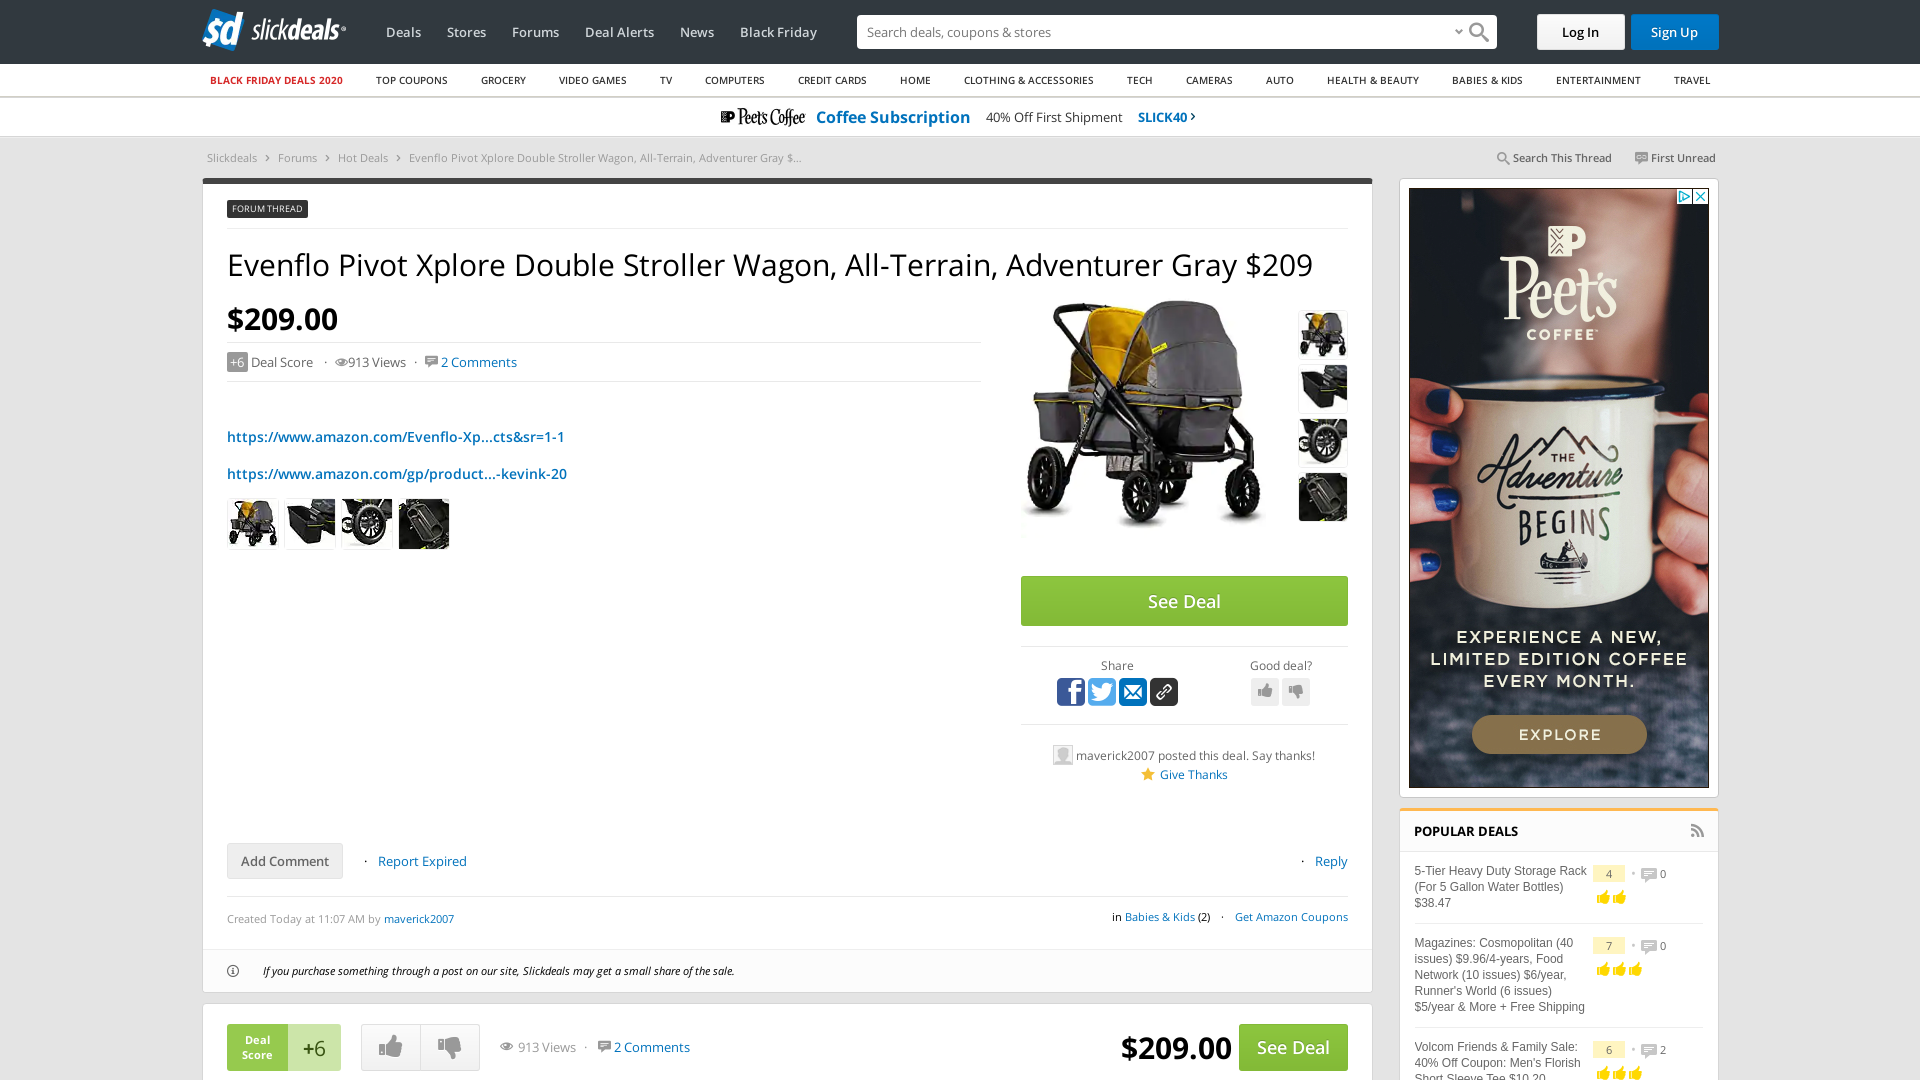 sd slickdeals
Deals
Stores
Forums
Deal Alerts
News
Black Friday
Search deals, coupons & shops
Log In
Sign Up
BLACK FRIDAY DEALS 2020
TOP COUPONS
GROCERY
VIDEO GAMES
TV
COMPUTERS
CREDIT CARDS
HOME
CLOTHING & ACCESSORIES
TECH
CAMERAS
AUTO
HEALTH & BEAUTY
BABIES & KIDS
ENTERTAINMENT
TRAVEL
Peet's Coffee Coffee Subscription 40% Off First Shipment SLICK40 ›
Slickdeals › Forums › Hot Deals › Evenflo Pivot Xplore Double Stroller Wagon, All-Terrain, Adventurer Gray $...
Search This Thread
First Unread
FORUM THREAD
Evenflo Pivot Xplore Double Stroller Wagon, All-Terrain, Adventurer Gray $209
$209.00
+6 Deal Score · 913 Views · 2 Comments
https://www.amazon.com/Evenflo-Xp...cts&sr=1-1
https://www.amazon.com/gp/product...-kevink-20
See Deal
Share
Good deal?
maverick2007 posted this deal. Say thanks!
Give Thanks
Add Comment
· Report Expired
· Reply
Created Today at 11:07 AM by maverick2007
in Babies & Kids (2) · Get Amazon Coupons
If you purchase something through a post on our site, Slickdeals may get a small share of the sale.
Deal
Score
+6
913 Views · 2 Comments
$209.00
See Deal
Peet's
COFFEE
THE
Adventure
BEGINS
EXPERIENCE A NEW,
LIMITED EDITION COFFEE
EVERY MONTH.
EXPLORE
POPULAR DEALS
5-Tier Heavy Duty Storage Rack
(For 5 Gallon Water Bottles)
$38.47
4 • 0
Magazines: Cosmopolitan (40
issues) $9.96/4-years, Food
Network (10 issues) $6/year,
Runner's World (6 issues)
$5/year & More + Free Shipping
7 • 0
Volcom Friends & Family Sale:
40% Off Coupon: Men's Florish
Short Sleeve Tee $10.20
6 • 2